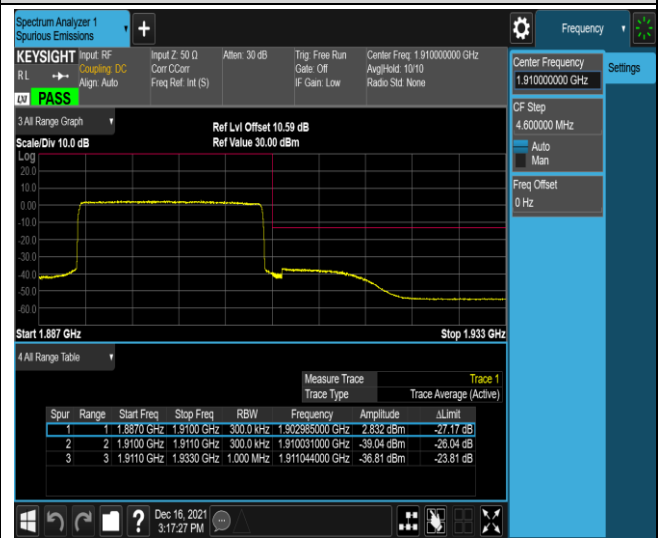 Spectrum Analyzer 1
Spurious Emissions
Frequency
KEYSIGHT
RL
Input: RF
Coupling: DC
Align: Auto
Input Z: 50 Ω
Corr CCorr
Freq Ref: Int (S)
Atten: 30 dB
Trig: Free Run
Gate: Off
IF Gain: Low
Center Freq: 1.910000000 GHz
Avg|Hold: 10/10
Radio Std: None
PASS
Center Frequency
1.910000000 GHz
Settings
CF Step
4.600000 MHz
Auto
Man
Freq Offset
0 Hz
3 All Range Graph
Scale/Div 10.0 dB
Ref Lvl Offset 10.59 dB
Ref Value 30.00 dBm
Log
20.0
10.0
0.00
-10.0
-20.0
-30.0
-40.0
-50.0
-60.0
Start 1.887 GHz
Stop 1.933 GHz
4 All Range Table
Measure Trace Trace 1
Trace Type Trace Average (Active)
Spur Range Start Freq Stop Freq RBW Frequency Amplitude ΔLimit
1 1 1.8870 GHz 1.9100 GHz 300.0 kHz 1.902985000 GHz 2.832 dBm -27.17 dB
2 2 1.9100 GHz 1.9110 GHz 300.0 kHz 1.910031000 GHz -39.04 dBm -26.04 dB
3 3 1.9110 GHz 1.9330 GHz 1.000 MHz 1.911044000 GHz -36.81 dBm -23.81 dB
Dec 16, 2021
3:17:27 PM